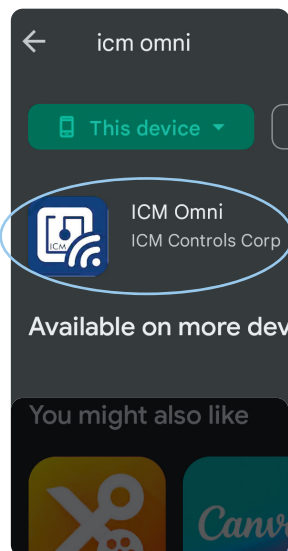 icm omni
This device
ICM
ICM Omni
ICM Controls Corp
Available on more dev
You might also like
Canv